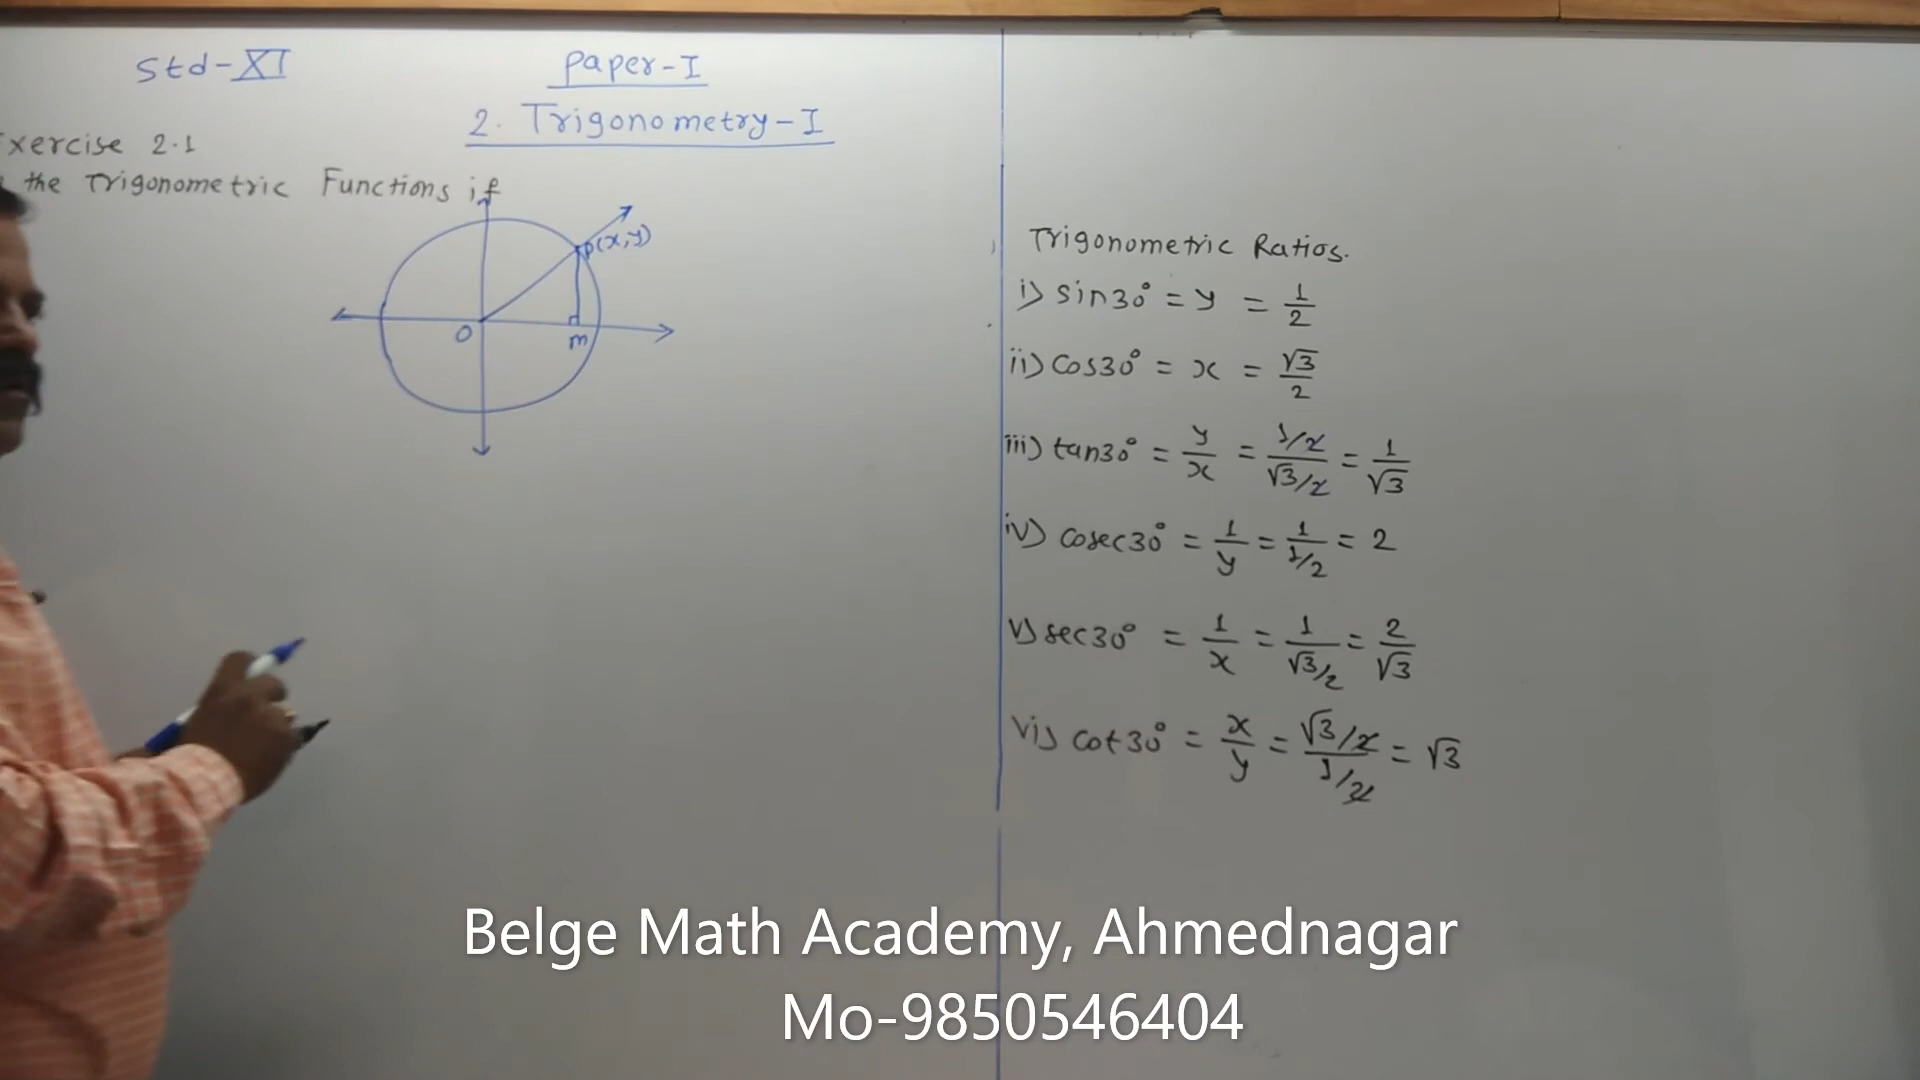 Std-XI
Paper-I
2. Trigonometry-I
xercise 2.1
the Trigonometric Functions if
P(x,y)
O
m
Trigonometric Ratios.
i) sin30° = y = 1/2
ii) cos30° = x = √3/2
iii) tan30° = y/x = (1/2)/(√3/2) = 1/√3
iv) cosec30° = 1/y = 1/(1/2) = 2
v) sec30° = 1/x = 1/(√3/2) = 2/√3
vi) cot30° = x/y = (√3/2)/(1/2) = √3
Belge Math Academy, Ahmednagar
Mo-9850546404